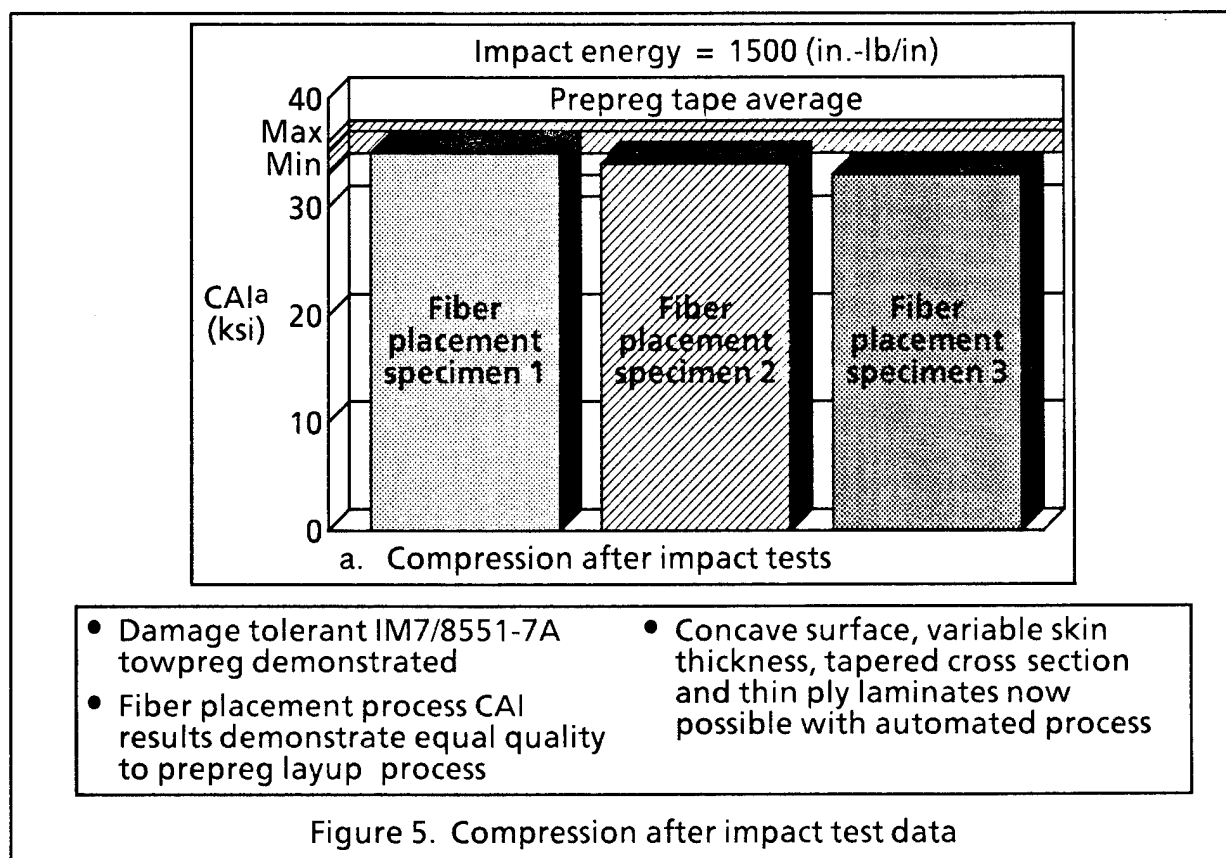 Impact energy = 1500 (in.-lb/in)
Prepreg tape average
40
Max
Min
30
20
10
0
CAIa
(ksi)
Fiber
placement
specimen 1
Fiber
placement
specimen 2
Fiber
placement
specimen 3
a. Compression after impact tests
• Damage tolerant IM7/8551-7A
towpreg demonstrated
• Fiber placement process CAI
results demonstrate equal quality
to prepreg layup process
• Concave surface, variable skin
thickness, tapered cross section
and thin ply laminates now
possible with automated process
Figure 5. Compression after impact test data